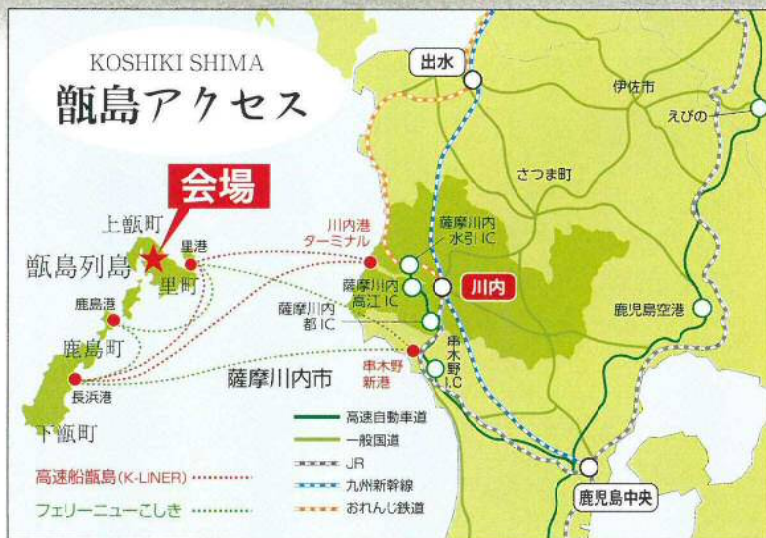 KOSHIKI SHIMA
甑島アクセス
出水
伊佐市
えびの
さつま町
会場
上甑町
里港
甑島列島
里町
川内港
ターミナル
薩摩川内
水引IC
薩摩川内
高江IC
川内
薩摩川内
都IC
鹿児島空港
鹿島港
鹿島町
長浜港
下甑町
薩摩川内市
串木野
新港
串木野I.C
高速自動車道
一般国道
JR
九州新幹線
おれんじ鉄道
鹿児島中央
高速船甑島(K-LINER)
フェリーニューこしき